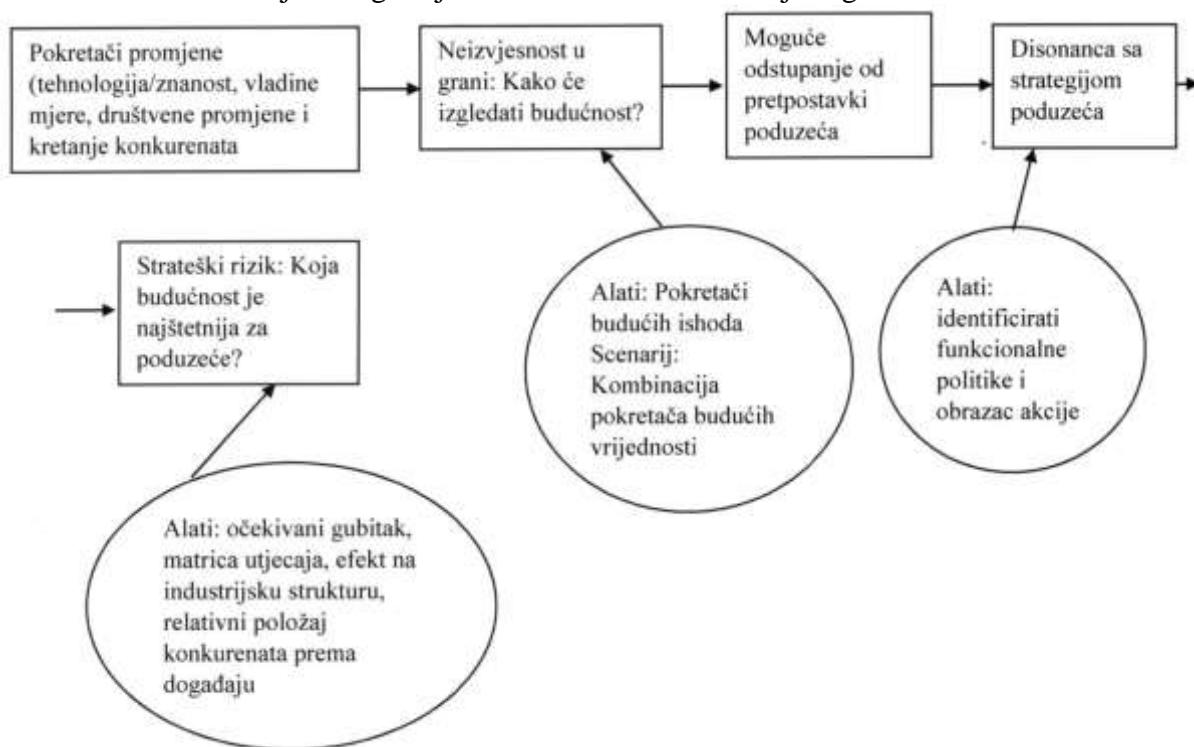 Pokretači promjene
(tehnologija/znanost, vladine
mjere, društvene promjene i
kretanje konkurenata
Neizvjesnost u
grani: Kako će
izgledati budućnost?
Moguće
odstupanje od
pretpostavki
poduzeća
Disonanca sa
strategijom
poduzeća
Strateški rizik: Koja
budućnost je
najštetnija za
poduzeće?
Alati: Pokretači
budućih ishoda
Scenarij:
Kombinacija
pokretača budućih
vrijednosti
Alati:
identificirati
funkcionalne
politike i
obrazac akcije
Alati: očekivani gubitak,
matrica utjecaja, efekt na
industrijsku strukturu,
relativni položaj
konkurenata prema
događaju